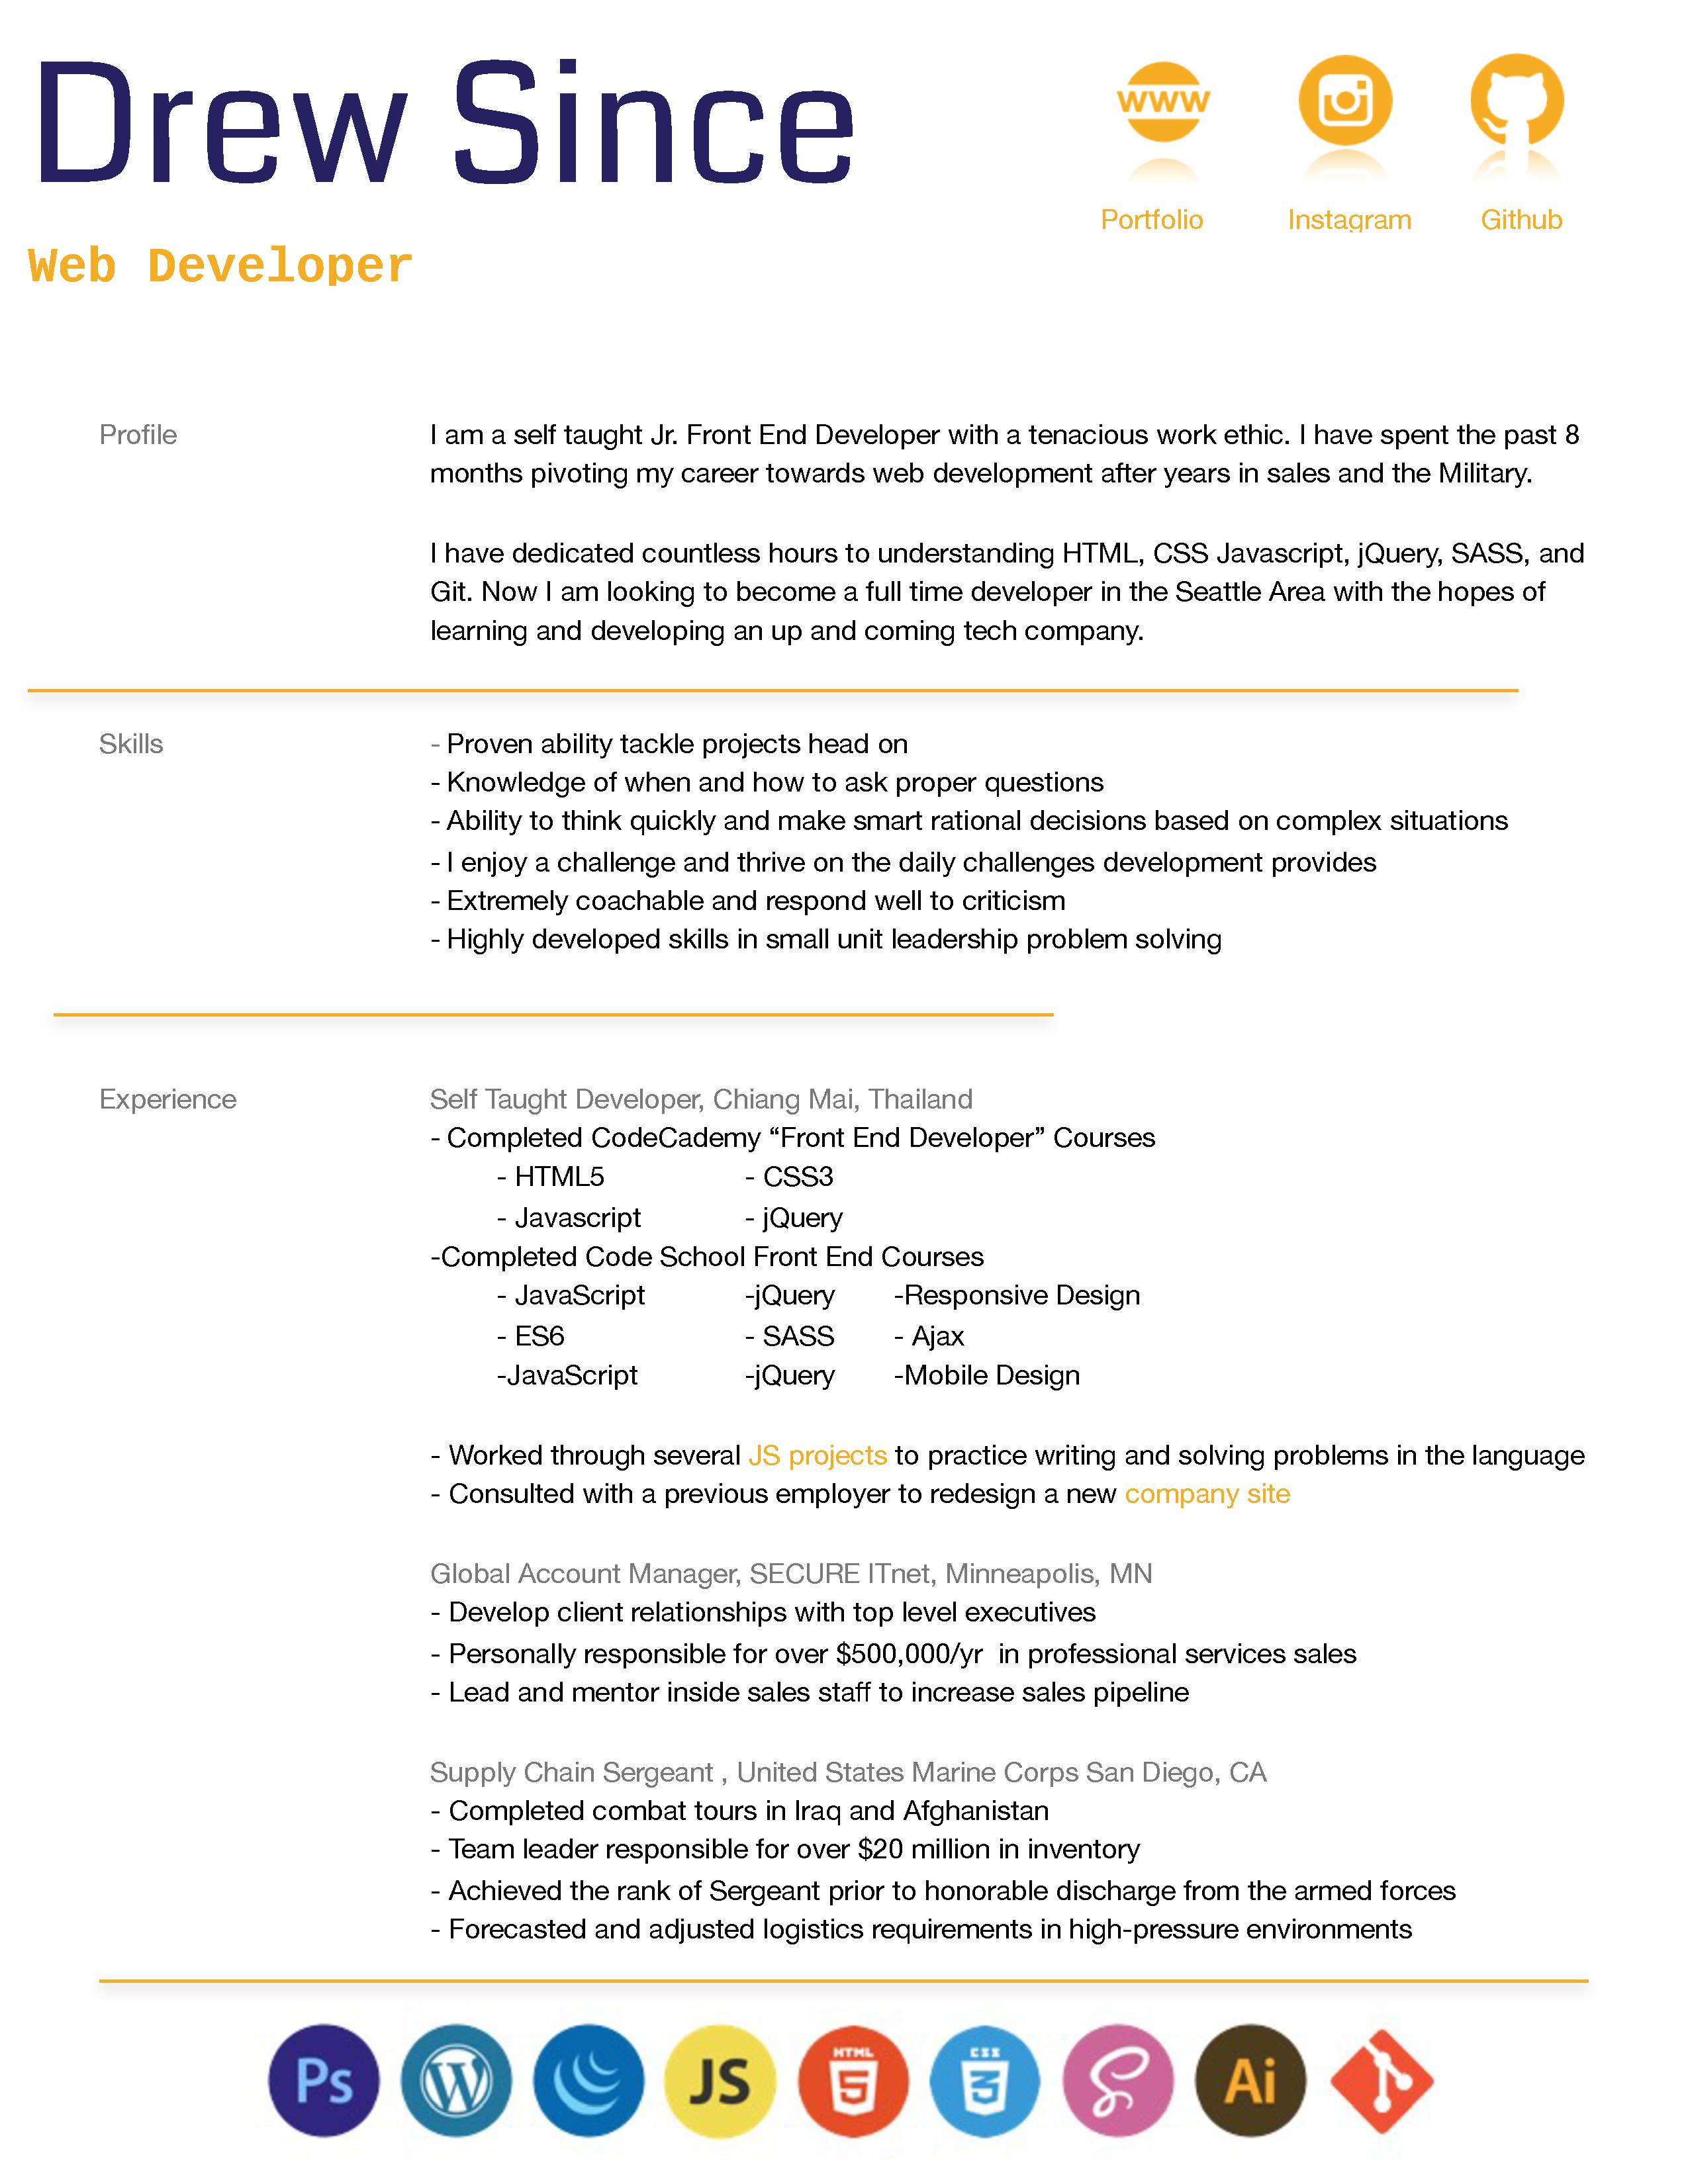 Drew Since
www
Portfolio Instagram Github
Web Developer
Profile
I am a self taught Jr. Front End Developer with a tenacious work ethic. I have spent the past 8
months pivoting my career towards web development after years in sales and the Military.
I have dedicated countless hours to understanding HTML, CSS Javascript, jQuery, SASS, and
Git. Now I am looking to become a full time developer in the Seattle Area with the hopes of
learning and developing an up and coming tech company.
Skills
- Proven ability tackle projects head on
- Knowledge of when and how to ask proper questions
- Ability to think quickly and make smart rational decisions based on complex situations
- I enjoy a challenge and thrive on the daily challenges development provides
- Extremely coachable and respond well to criticism
- Highly developed skills in small unit leadership problem solving
Experience
Self Taught Developer, Chiang Mai, Thailand
- Completed CodeCademy “Front End Developer” Courses
- HTML5 - CSS3
- Javascript - jQuery
-Completed Code School Front End Courses
- JavaScript -jQuery -Responsive Design
- ES6 - SASS - Ajax
-JavaScript -jQuery -Mobile Design
- Worked through several JS projects to practice writing and solving problems in the language
- Consulted with a previous employer to redesign a new company site
Global Account Manager, SECURE ITnet, Minneapolis, MN
- Develop client relationships with top level executives
- Personally responsible for over $500,000/yr  in professional services sales
- Lead and mentor inside sales staff to increase sales pipeline
Supply Chain Sergeant , United States Marine Corps San Diego, CA
- Completed combat tours in Iraq and Afghanistan
- Team leader responsible for over $20 million in inventory
- Achieved the rank of Sergeant prior to honorable discharge from the armed forces
- Forecasted and adjusted logistics requirements in high-pressure environments
Ps W JS HTML 5 CSS 3 S Ai